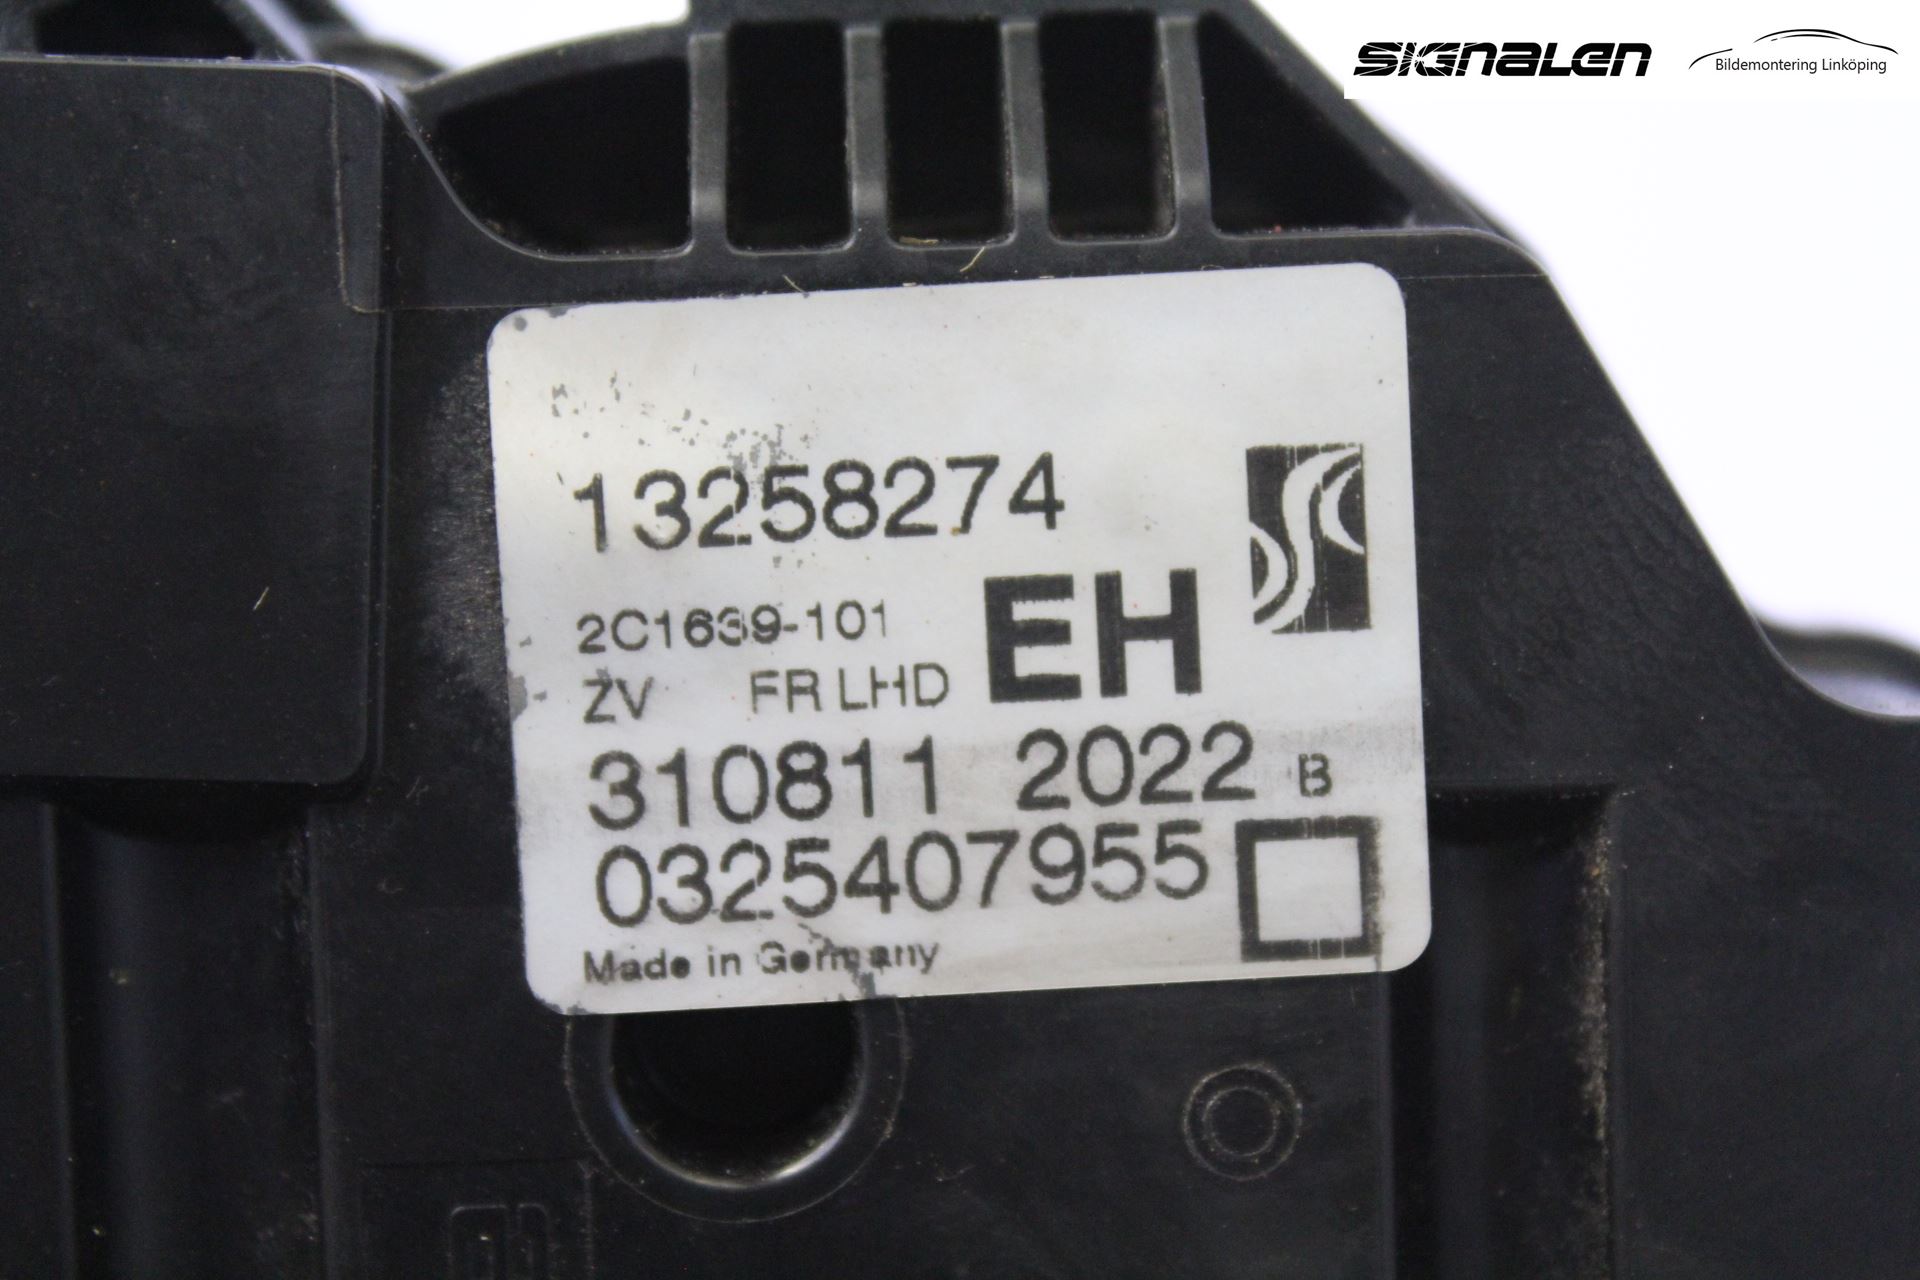 SIGNALEN
Bildemontering Linköping
13258274
2C1639-101
ZV FR LHD EH
310811 2022 B
0325407955
Made in Germany